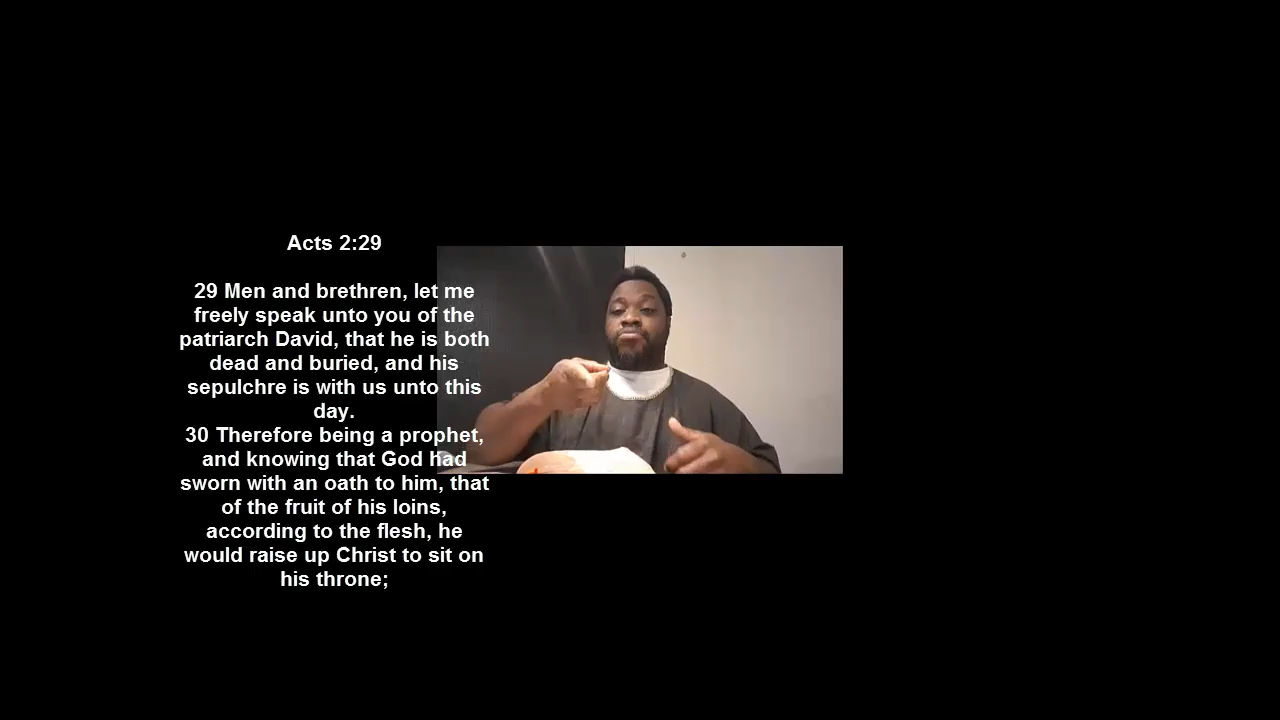 Acts 2:29
29 Men and brethren, let me
freely speak unto you of the
patriarch David, that he is both
dead and buried, and his
sepulchre is with us unto this
day.
30 Therefore being a prophet,
and knowing that God had
sworn with an oath to him, that
of the fruit of his loins,
according to the flesh, he
would raise up Christ to sit on
his throne;